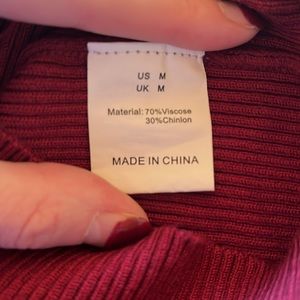 US M
UK M
Material: 70%Viscose
30%Chinlon
MADE IN CHINA